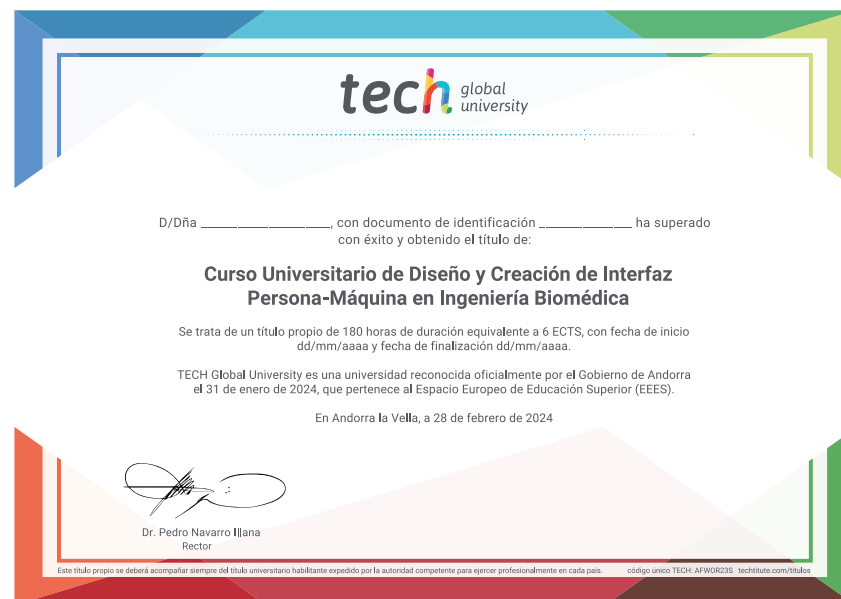 tech global university
D/Dña ____________________, con documento de identificación ______________ ha superado
con éxito y obtenido el título de:
Curso Universitario de Diseño y Creación de Interfaz
Persona-Máquina en Ingeniería Biomédica
Se trata de un título propio de 180 horas de duración equivalente a 6 ECTS, con fecha de inicio
dd/mm/aaaa y fecha de finalización dd/mm/aaaa.
TECH Global University es una universidad reconocida oficialmente por el Gobierno de Andorra
el 31 de enero de 2024, que pertenece al Espacio Europeo de Educación Superior (EEES).
En Andorra la Vella, a 28 de febrero de 2024
Dr. Pedro Navarro Illana
Rector
Este título propio se deberá acompañar siempre del título universitario habilitante expedido por la autoridad competente para ejercer profesionalmente en cada país. código único TECH: AFWOR23S techtitute.com/titulos